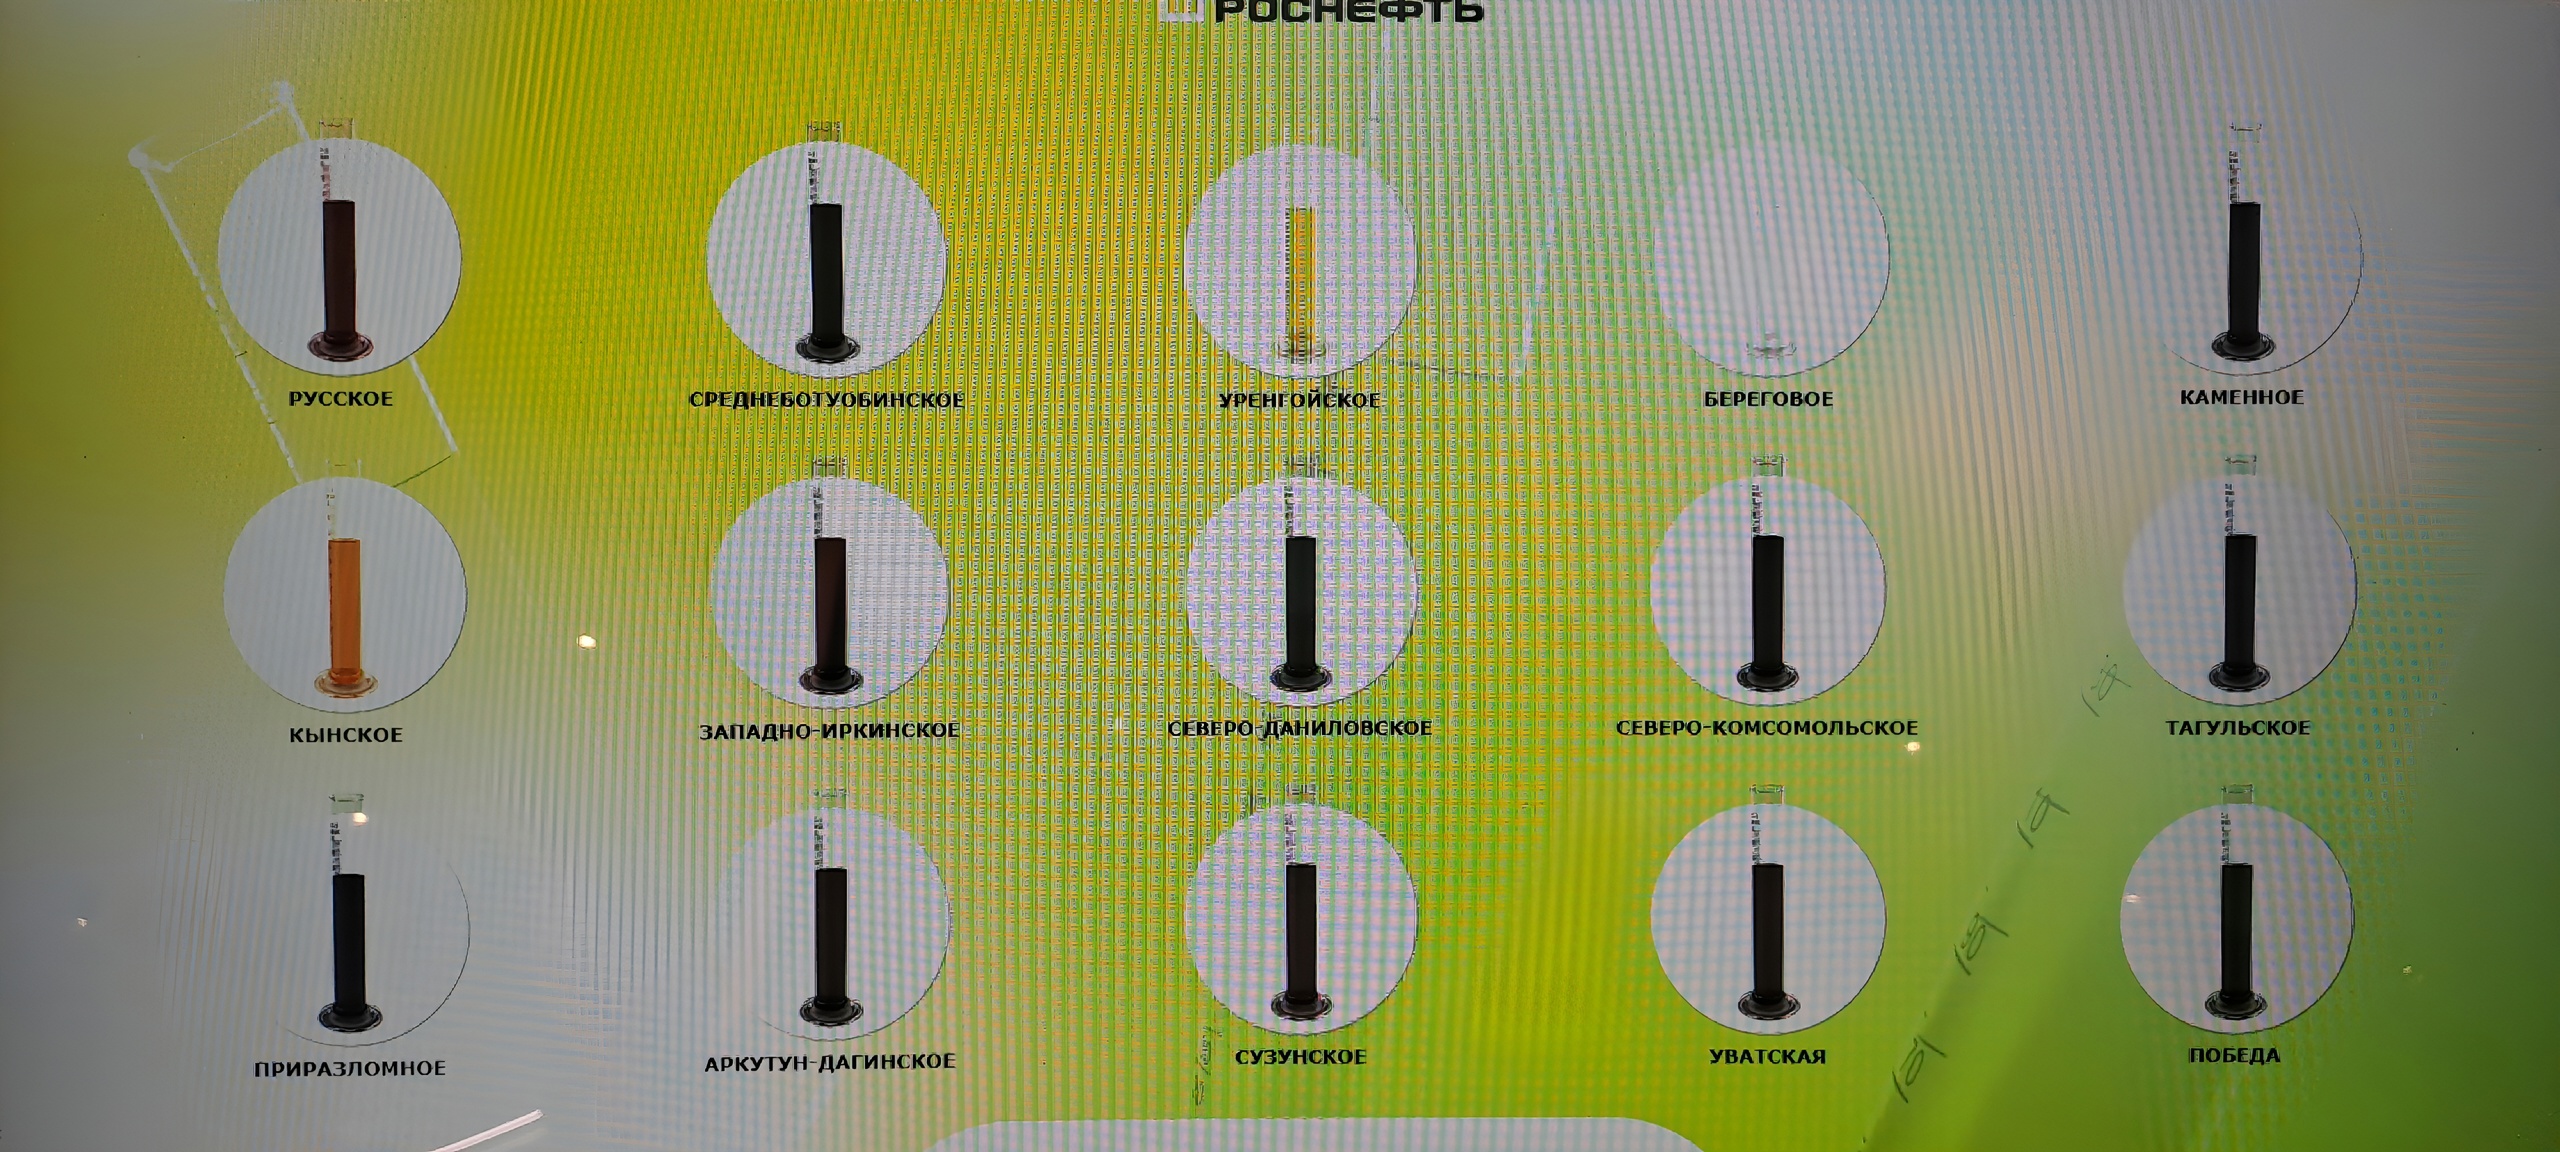 РОСНЕФТЬ
РУССКОЕ
СРЕДНЕБОТУОБИНСКОЕ
УРЕНГОЙСКОЕ
БЕРЕГОВОЕ
КАМЕННОЕ
КЫНСКОЕ
ЗАПАДНО-ИРКИНСКОЕ
СЕВЕРО-ДАНИЛОВСКОЕ
СЕВЕРО-КОМСОМОЛЬСКОЕ
ТАГУЛЬСКОЕ
ПРИРАЗЛОМНОЕ
АРКУТУН-ДАГИНСКОЕ
СУЗУНСКОЕ
УВАТСКАЯ
ПОБЕДА